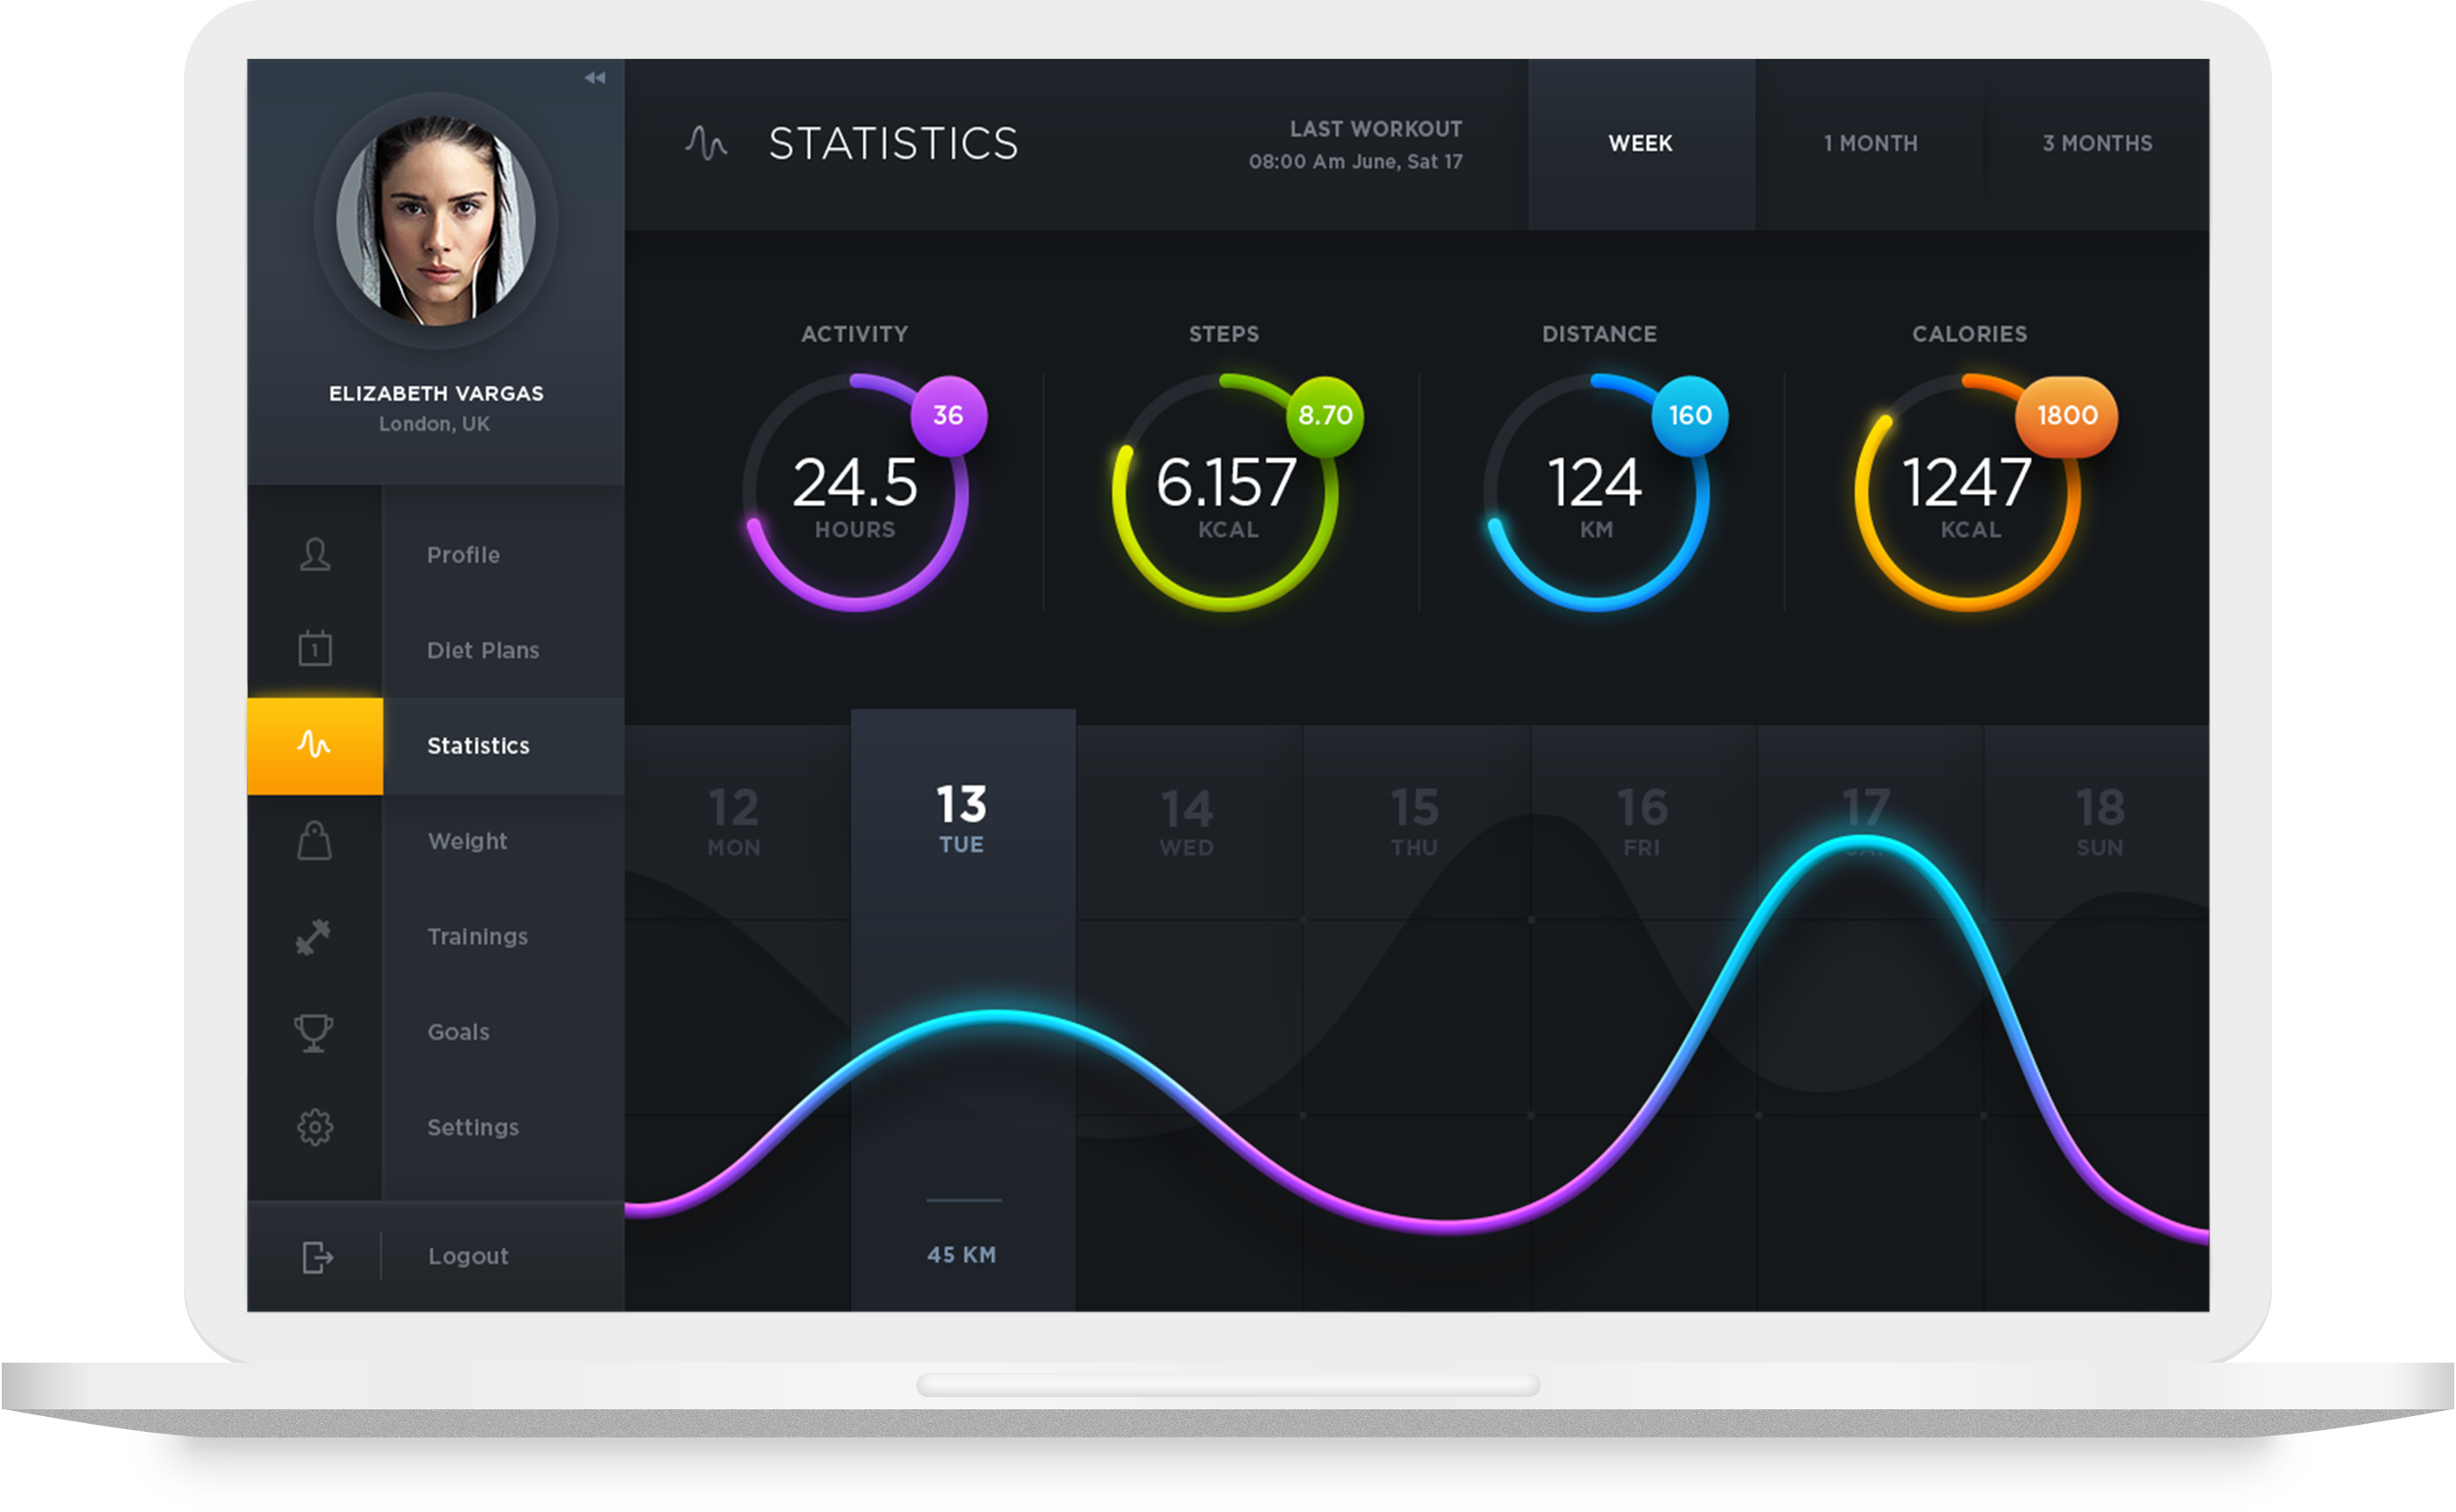 ELIZABETH VARGAS
London, UK
Profile
1
Diet Plans
Statistics
Weight
Trainings
Goals
Settings
Logout
STATISTICS
LAST WORKOUT
08:00 Am June, Sat 17
WEEK
1 MONTH
3 MONTHS
ACTIVITY
36
24.5
HOURS
STEPS
8.70
6.157
KCAL
DISTANCE
160
124
KM
CALORIES
1800
1247
KCAL
12
MON
13
TUE
14
WED
15
THU
16
FRI
17
SAT
18
SUN
45 KM